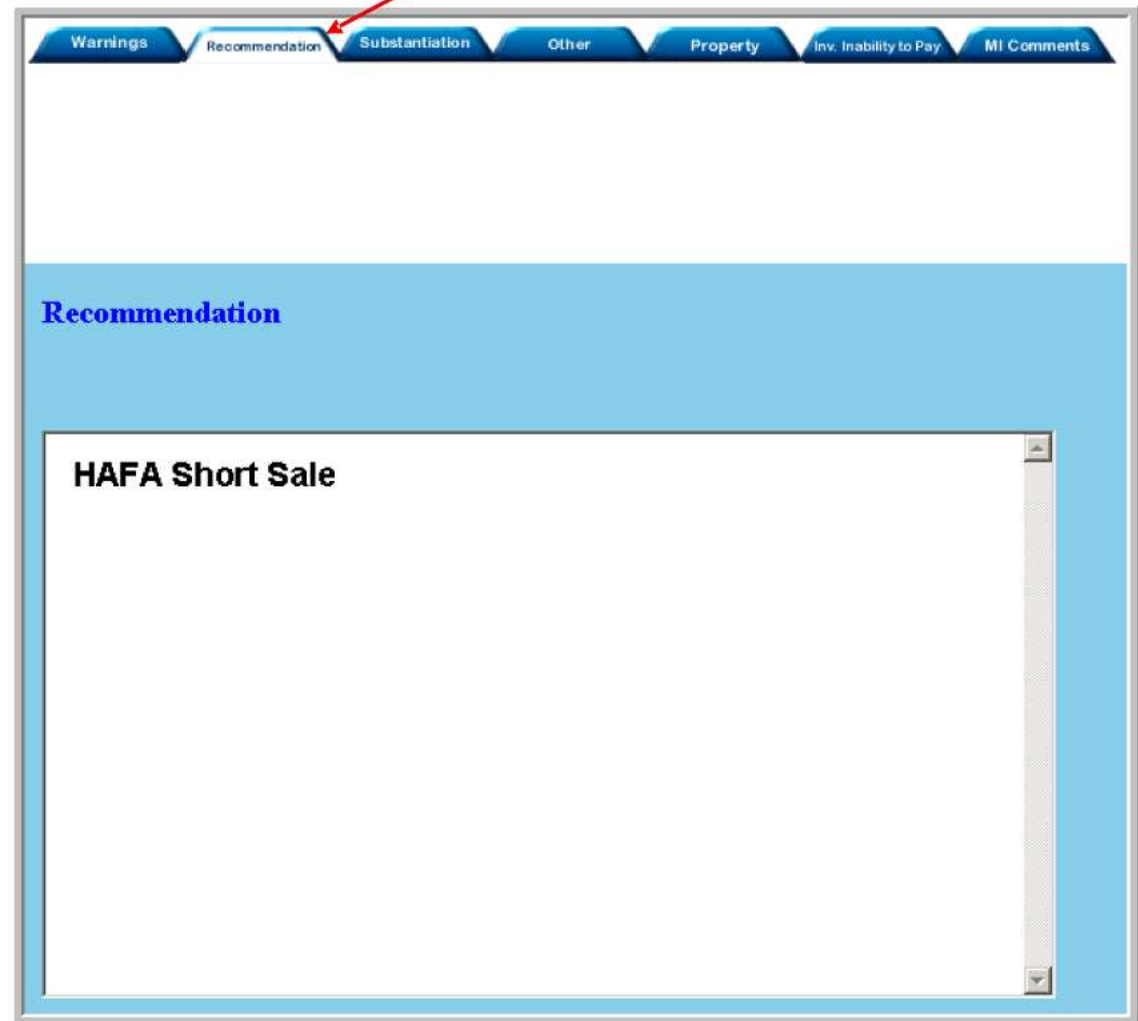 Warnings Recommendation Substantiation Other Property Inv. Inability to Pay MI Comments
Recommendation
HAFA Short Sale